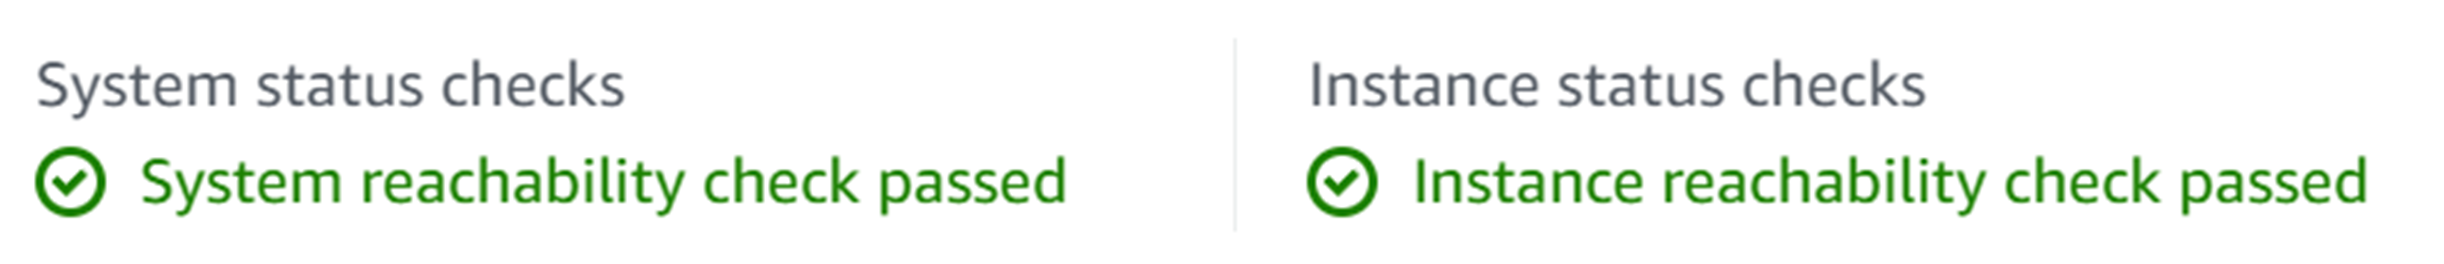 System status checks
System reachability check passed
Instance status checks
Instance reachability check passed